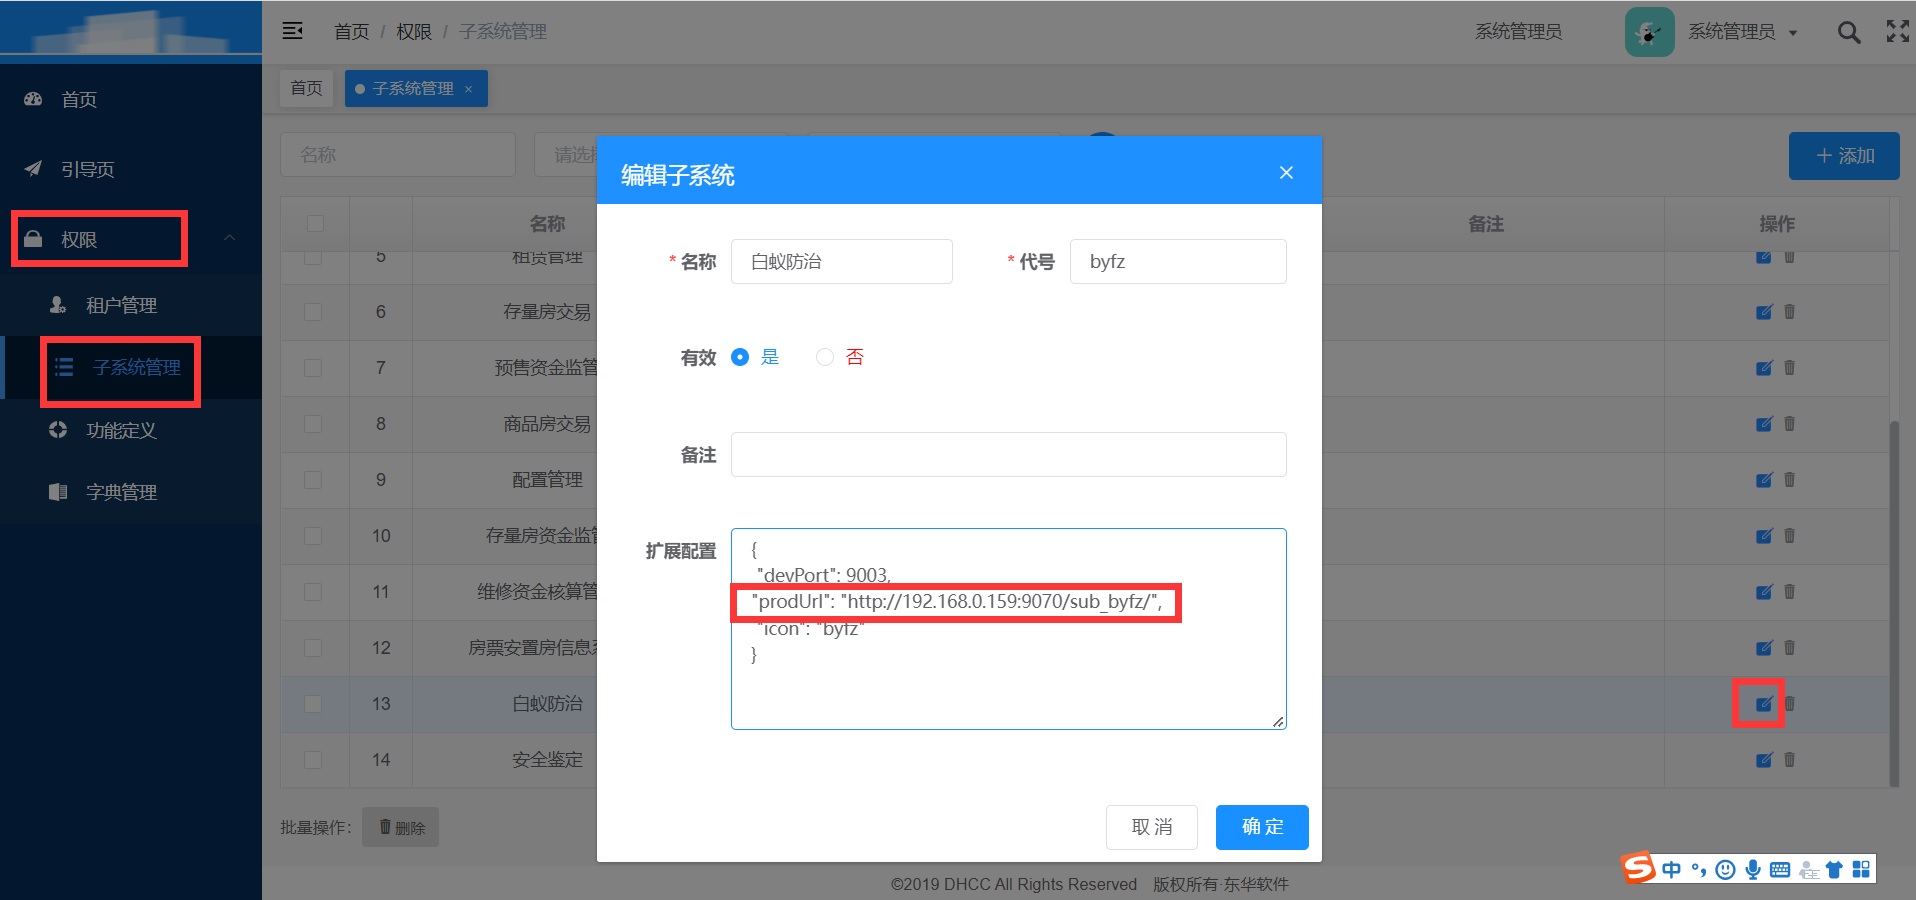 首页 / 权限 / 子系统管理
系统管理员
系统管理员
首页
子系统管理 ×
首页
引导页
权限
租户管理
子系统管理
功能定义
字典管理
名称
请选
+ 添加
名称
备注
操作
5 租赁管理
6 存量房交易
7 预售资金监管
8 商品房交易
9 配置管理
10 存量房资金监管
11 维修资金核算管
12 房票安置房信息系
13 白蚁防治
14 安全鉴定
批量操作:
删除
编辑子系统
* 名称 白蚁防治
* 代号 byfz
有效 是 否
备注
扩展配置
{
"devPort": 9003,
"prodUrl": "http://192.168.0.159:9070/sub_byfz/",
"icon": "byfz"
}
取 消
确 定
©2019 DHCC All Rights Reserved 版权所有·东华软件
中